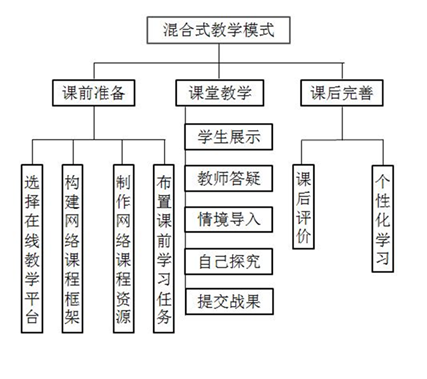 混合式教学模式
课前准备
课堂教学
课后完善
选择在线教学平台
构建网络课程框架
制作网络课程资源
布置课前学习任务
学生展示
教师答疑
情境导入
自己探究
提交战果
课后评价
个性化学习